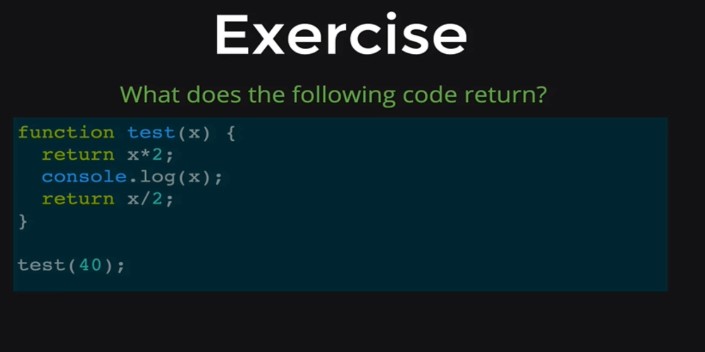 Exercise
What does the following code return?
function test(x) {
  return x*2;
  console.log(x);
  return x/2;
}
test(40);